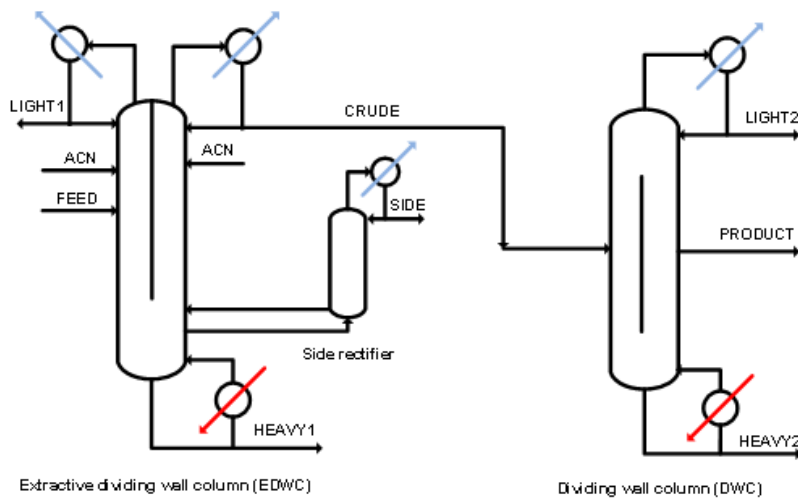 LIGHT1
CRUDE
LIGHT2
ACN
ACN
FEED
SIDE
PRODUCT
Side rectifier
HEAVY1
HEAVY2
Extractive dividing wall column (EDWC)
Dividing wall column (DWC)